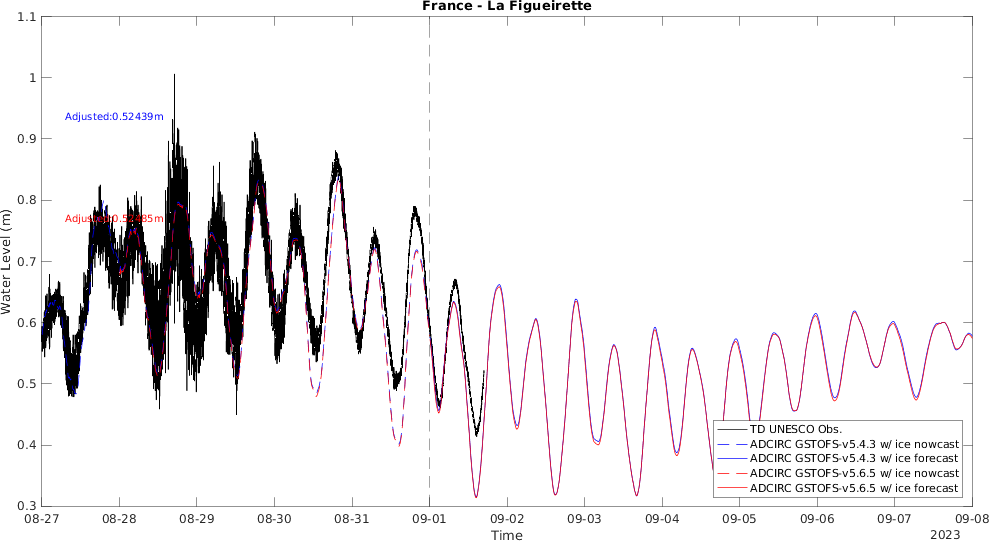 France - La Figueirette
1.1
1
0.9
0.8
0.7
0.6
0.5
0.4
0.3
Water Level (m)
Adjusted:0.52439m
TD UNESCO Obs.
ADCIRC GSTOFS-v5.4.3 w/ ice nowcast
ADCIRC GSTOFS-v5.4.3 w/ ice forecast
ADCIRC GSTOFS-v5.6.5 w/ ice nowcast
ADCIRC GSTOFS-v5.6.5 w/ ice forecast
08-27 08-28 08-29 08-30 08-31 09-01 09-02 09-03 09-04 09-05 09-06 09-07 09-08
Time
2023